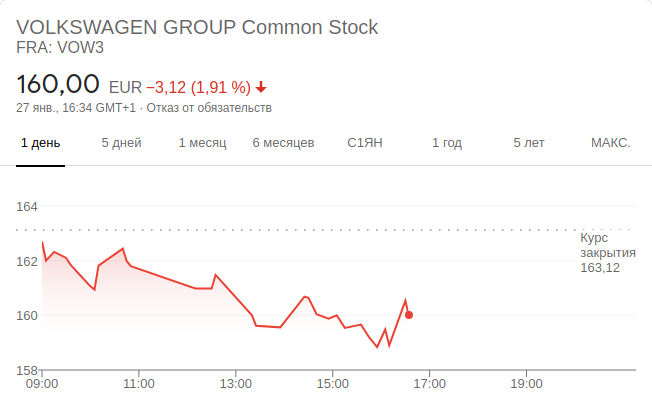 VOLKSWAGEN GROUP Common Stock
FRA: VOW3
160,00 EUR −3,12 (1,91 %)
27 янв., 16:34 GMT+1 · Отказ от обязательств
1 день 5 дней 1 месяц 6 месяцев С1ЯН 1 год 5 лет МАКС.
164
Курс
закрытия
163,12
162
160
158
09:00 11:00 13:00 15:00 17:00 19:00